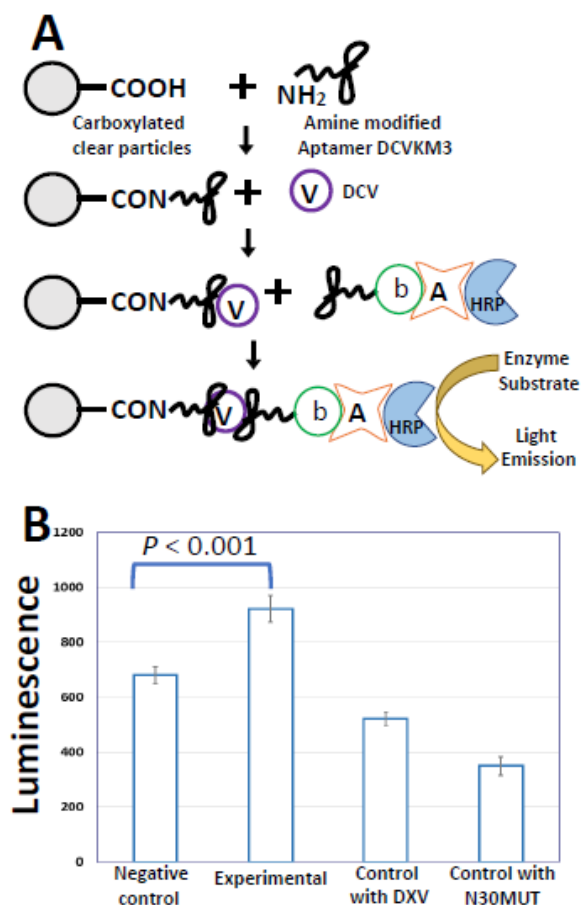 A
COOH + NH2
Carboxylated
clear particles
Amine modified
Aptamer DCVKM3
CON + V DCV
CON V + b A HRP
CON V b A HRP
Enzyme
Substrate
Light
Emission
B
P < 0.001
Luminescence
1200
1000
800
600
400
200
0
Negative
control
Experimental
Control
with DXV
Control with
N30MUT